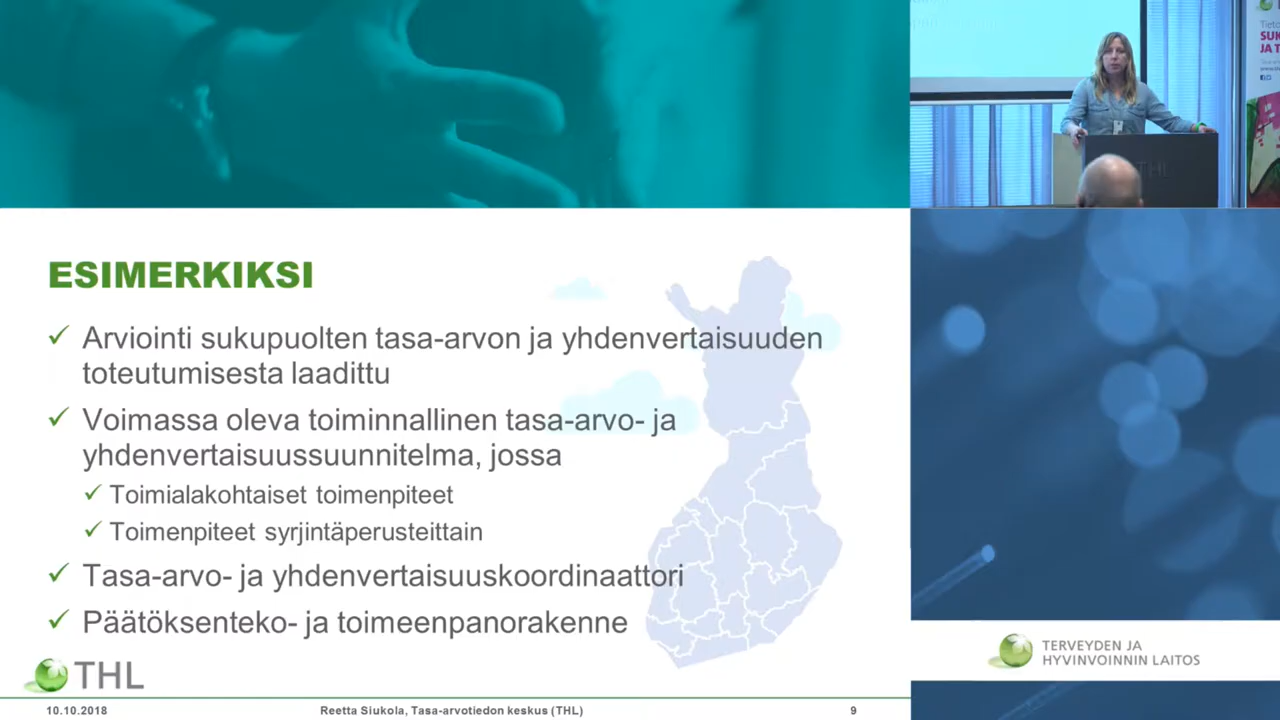 ESIMERKIKSI
Arviointi sukupuolten tasa-arvon ja yhdenvertaisuuden
toteutumisesta laadittu
Voimassa oleva toiminnallinen tasa-arvo- ja
yhdenvertaisuussuunnitelma, jossa
Toimialakohtaiset toimenpiteet
Toimenpiteet syrjintäperusteittain
Tasa-arvo- ja yhdenvertaisuuskoordinaattori
Päätöksenteko- ja toimeenpanorakenne
THL
10.10.2018
Reetta Siukola, Tasa-arvotiedon keskus (THL)
9
THL
TERVEYDEN JA
HYVINVOINNIN LAITOS